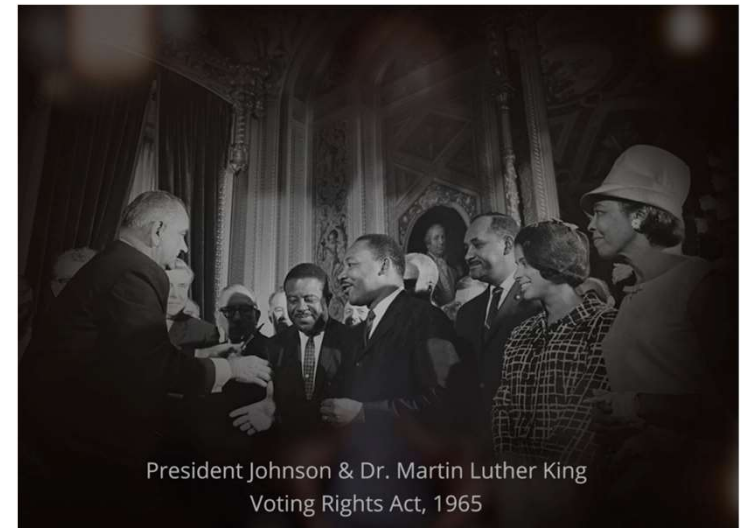 President Johnson & Dr. Martin Luther King
Voting Rights Act, 1965